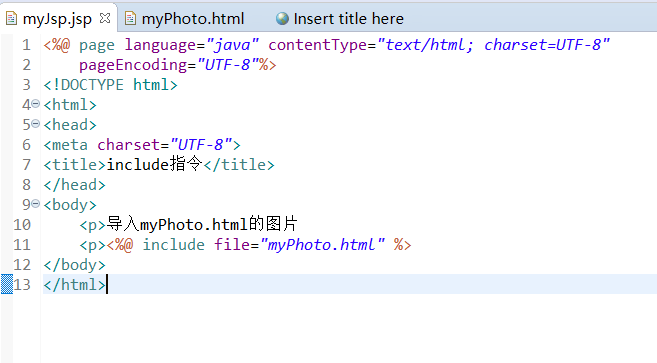 myJsp.jsp myPhoto.html Insert title here
1 <%@ page language="java" contentType="text/html; charset=UTF-8"
2     pageEncoding="UTF-8"%>
3 <!DOCTYPE html>
4 <html>
5 <head>
6 <meta charset="UTF-8">
7 <title>include指令</title>
8 </head>
9 <body>
10     <p>导入myPhoto.html的图片
11     <p><%@ include file="myPhoto.html" %>
12 </body>
13 </html>